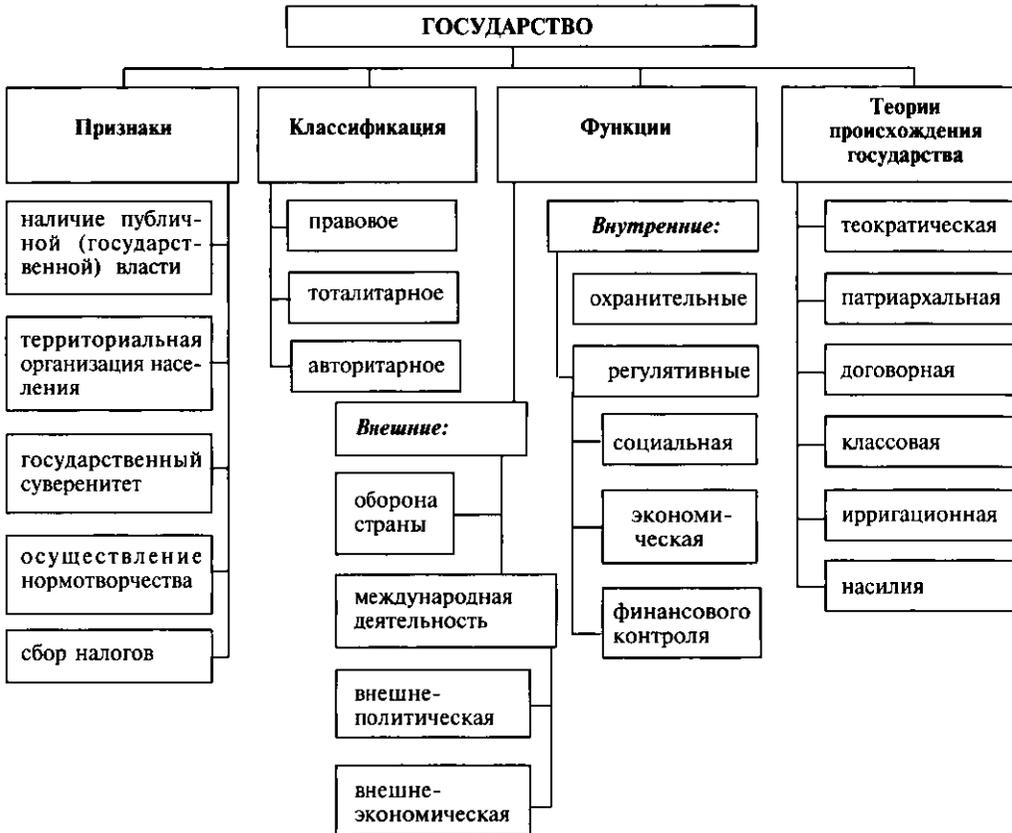 ГОСУДАРСТВО
Признаки
наличие публич-
ной (государст-
венной) власти
территориальная
организация насе-
ления
государственный
суверенитет
осуществление
нормотворчества
сбор налогов
Классификация
правовое
тоталитарное
авторитарное
Функции
Внешние:
оборона
страны
международная
деятельность
внешне-
политическая
внешне-
экономическая
Внутренние:
охранительные
регулятивные
социальная
экономи-
ческая
финансового
контроля
Теории
происхождения
государства
теократическая
патриархальная
договорная
классовая
ирригационная
насилия